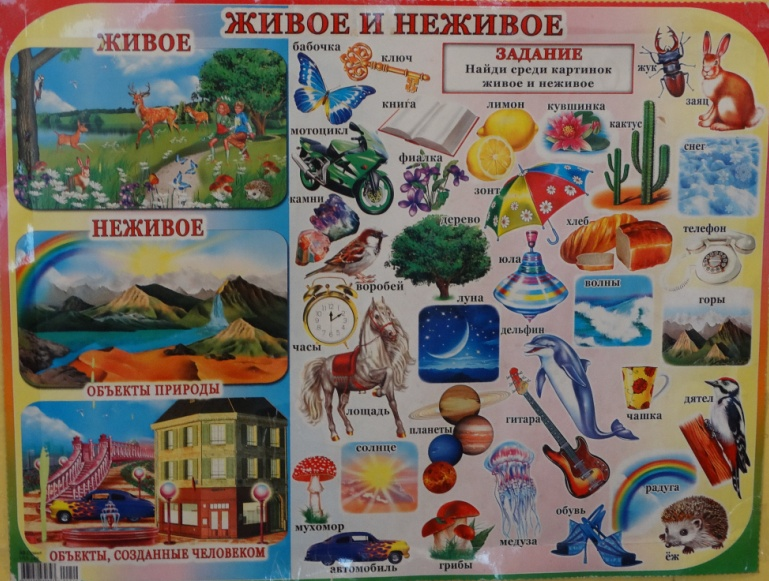 ЖИВОЕ И НЕЖИВОЕ
ЖИВОЕ
НЕЖИВОЕ
ОБЪЕКТЫ ПРИРОДЫ
ОБЪЕКТЫ, СОЗДАННЫЕ ЧЕЛОВЕКОМ
ЗАДАНИЕ
Найди среди картинок
живое и неживое
бабочка
ключ
жук
заяц
книга
лимон
кувшинка
кактус
мотоцикл
фиалка
снег
зонт
камни
дерево
хлеб
телефон
юла
воробей
луна
волны
горы
часы
дельфин
лощадь
планеты
гитара
чашка
дятел
солнце
радуга
мухомор
медуза
обувь
ёж
автомобиль
грибы